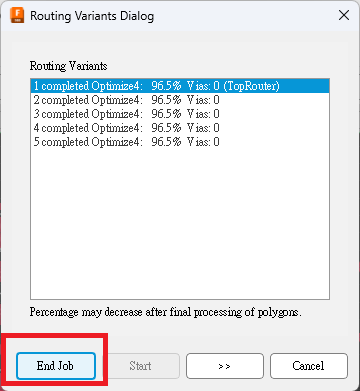 Routing Variants Dialog
Routing Variants
1 completed Optimize4: 96.5% Vias: 0 (TopRouter)
2 completed Optimize4: 96.5% Vias: 0
3 completed Optimize4: 96.5% Vias: 0
4 completed Optimize4: 96.5% Vias: 0
5 completed Optimize4: 96.5% Vias: 0
Percentage may decrease after final processing of polygons.
End Job Start >> Cancel